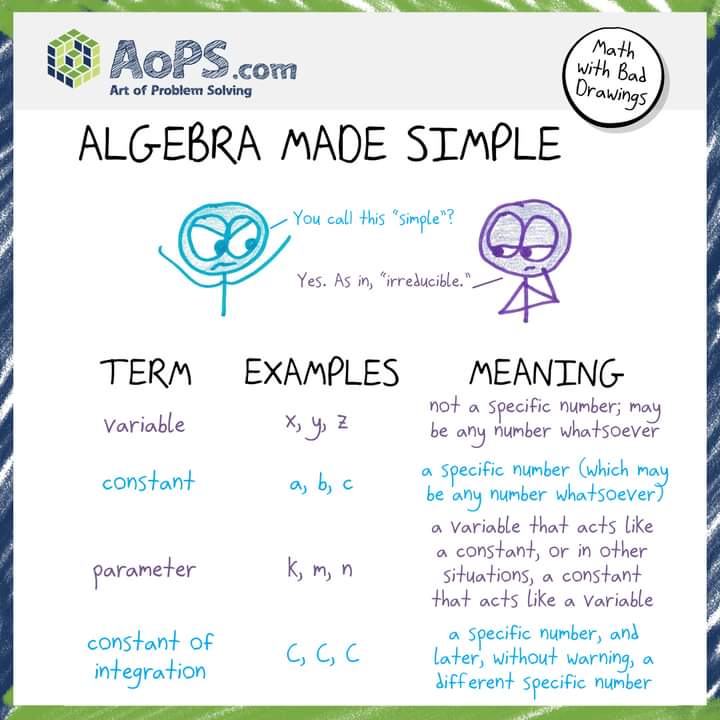 AoPS.com
Art of Problem Solving
Math
with Bad
Drawings
ALGEBRA MADE SIMPLE
You call this "simple"?
Yes. As in, "irreducible."
TERM EXAMPLES MEANING
variable x, y, z not a specific number; may
be any number whatsoever
constant a, b, c a specific number (which may
be any number whatsoever)
parameter k, m, n a variable that acts like
a constant, or in other
situations, a constant
that acts like a variable
constant of
integration C, C, C a specific number, and
later, without warning, a
different specific number